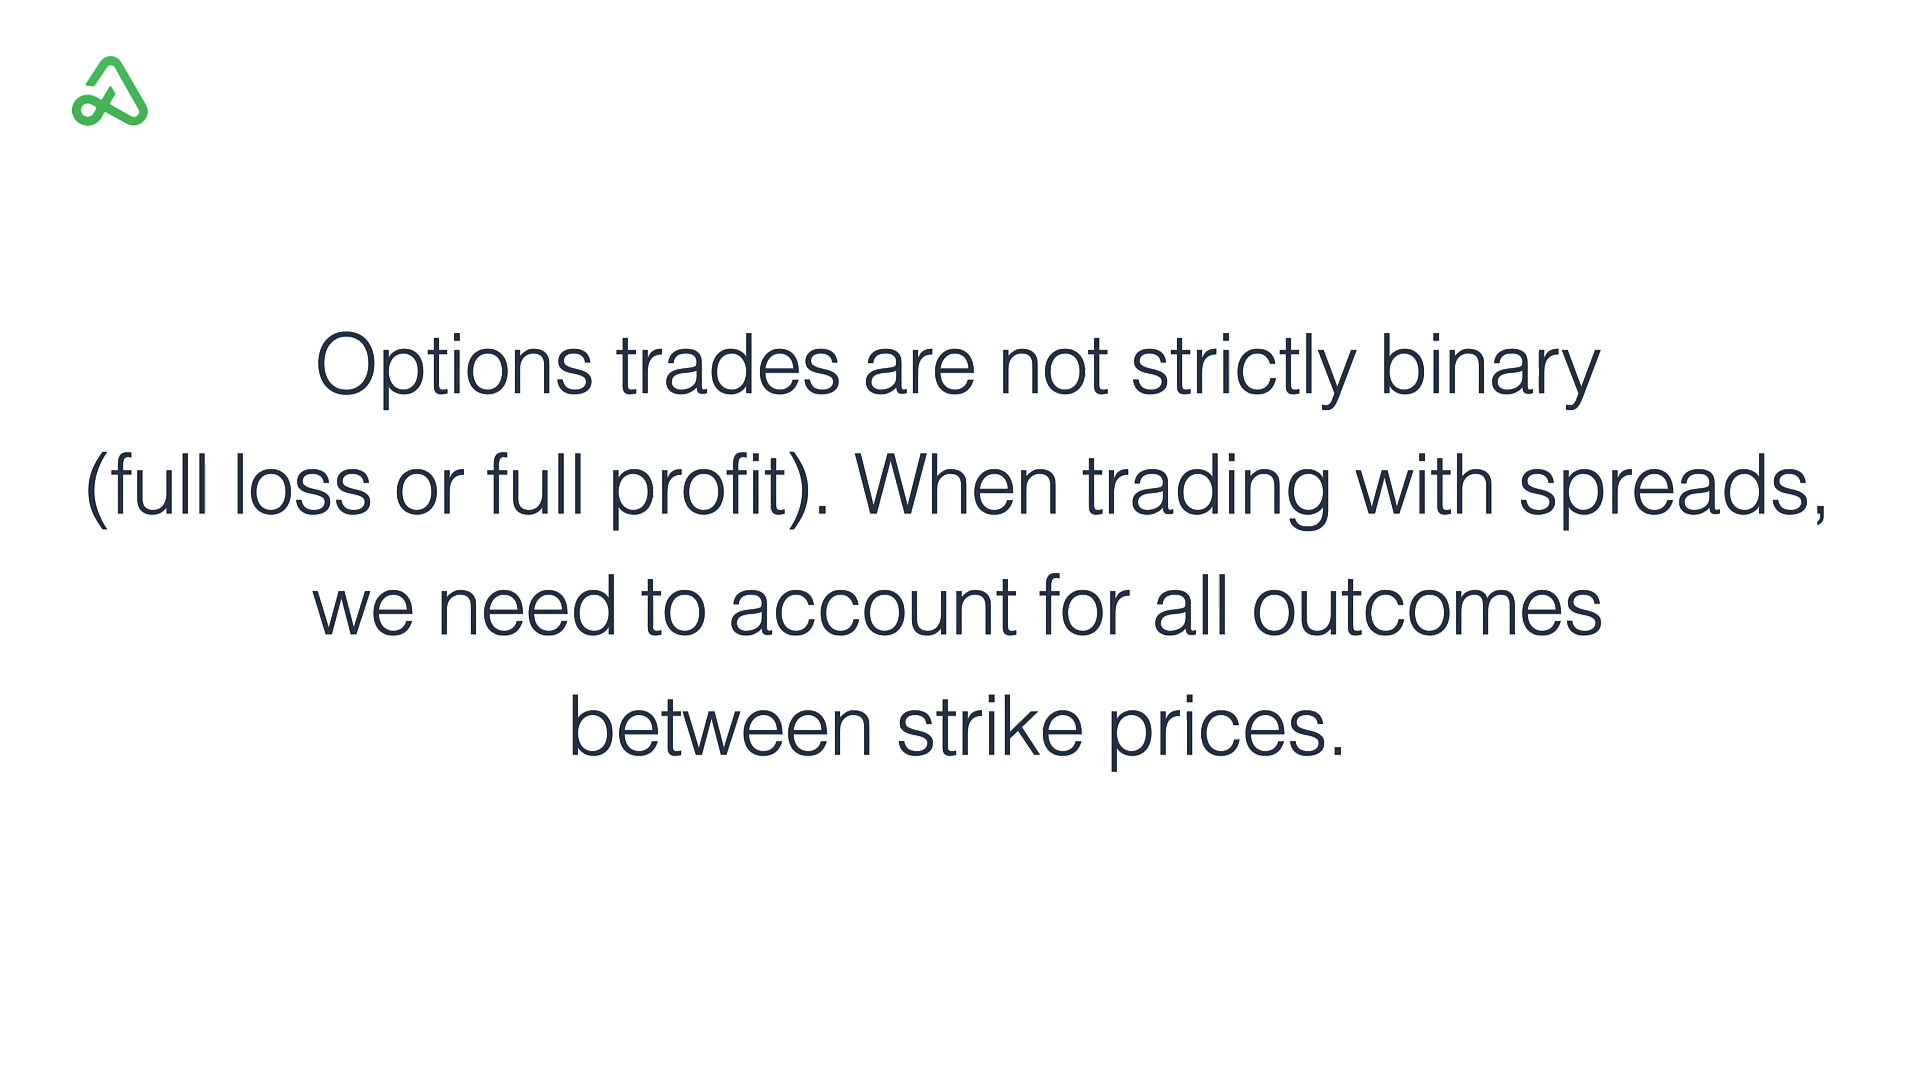 Options trades are not strictly binary
(full loss or full profit). When trading with spreads,
we need to account for all outcomes
between strike prices.